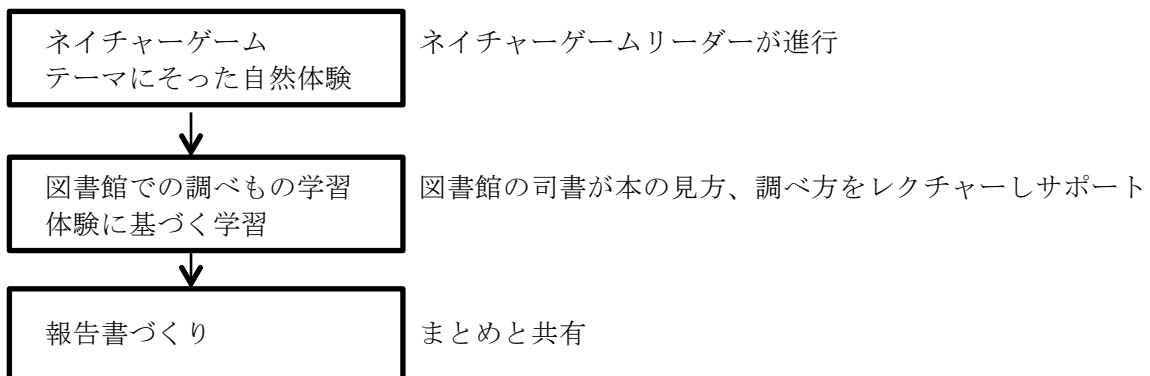 ネイチャーゲーム
テーマにそった自然体験
ネイチャーゲームリーダーが進行
図書館での調べもの学習
体験に基づく学習
図書館の司書が本の見方、調べ方をレクチャーしサポート
報告書づくり
まとめと共有